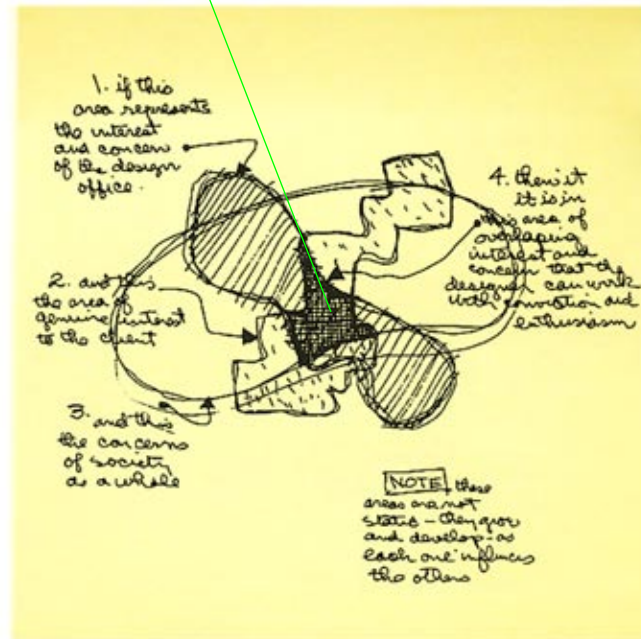 1. if this
area represents
the interest
and concern
of the design
office.
2. and this
the area of
genuine interest
to the client
3. and this
the concerns
of society
as a whole
4. then it
it is in
this area of
overlaping
interest and
concern that the
designer can work
with conviction and
enthusiasm
NOTE these
areas are not
static - they grow
and develop - as
each one influences
the others